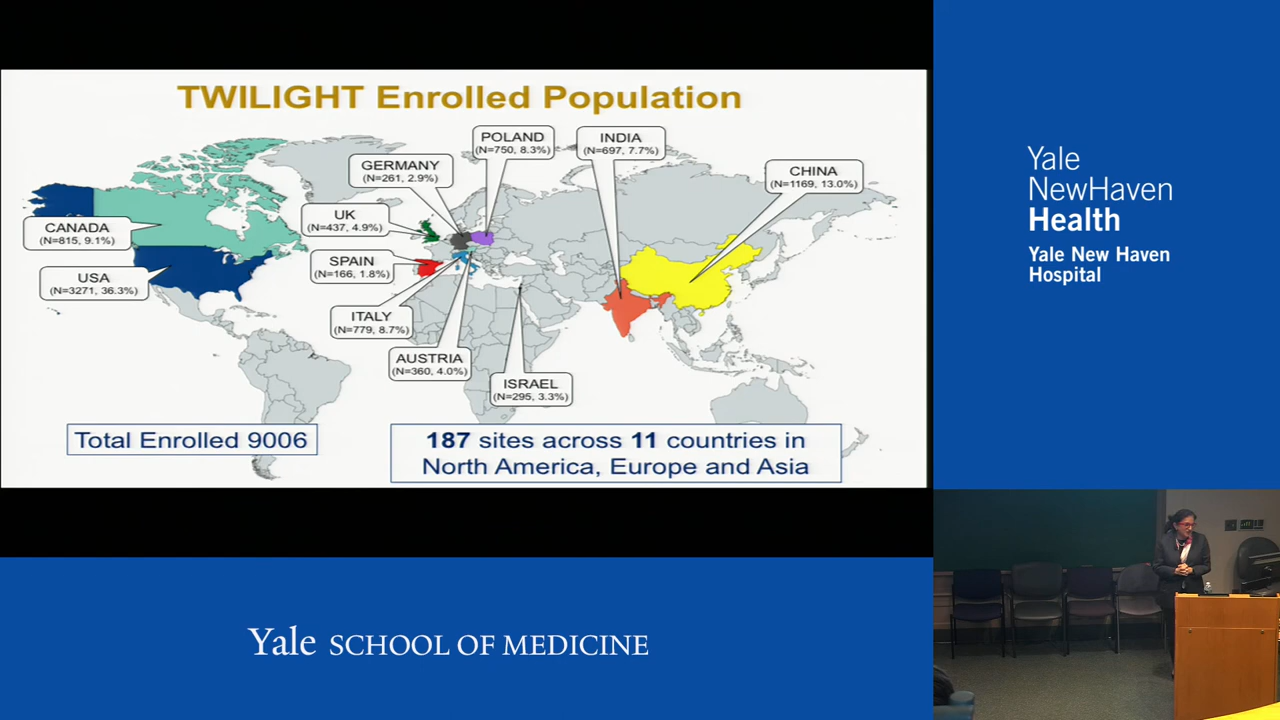 TWILIGHT Enrolled Population
POLAND
(N=750, 8.3%)
INDIA
(N=697, 7.7%)
GERMANY
(N=261, 2.9%)
CHINA
(N=1169, 13.0%)
UK
(N=437, 4.9%)
CANADA
(N=815, 9.1%)
SPAIN
(N=166, 1.8%)
USA
(N=3271, 36.3%)
ITALY
(N=779, 8.7%)
AUSTRIA
(N=360, 4.0%)
ISRAEL
(N=295, 3.3%)
Total Enrolled 9006
187 sites across 11 countries in
North America, Europe and Asia
Yale
NewHaven
Health
Yale New Haven
Hospital
Yale SCHOOL OF MEDICINE